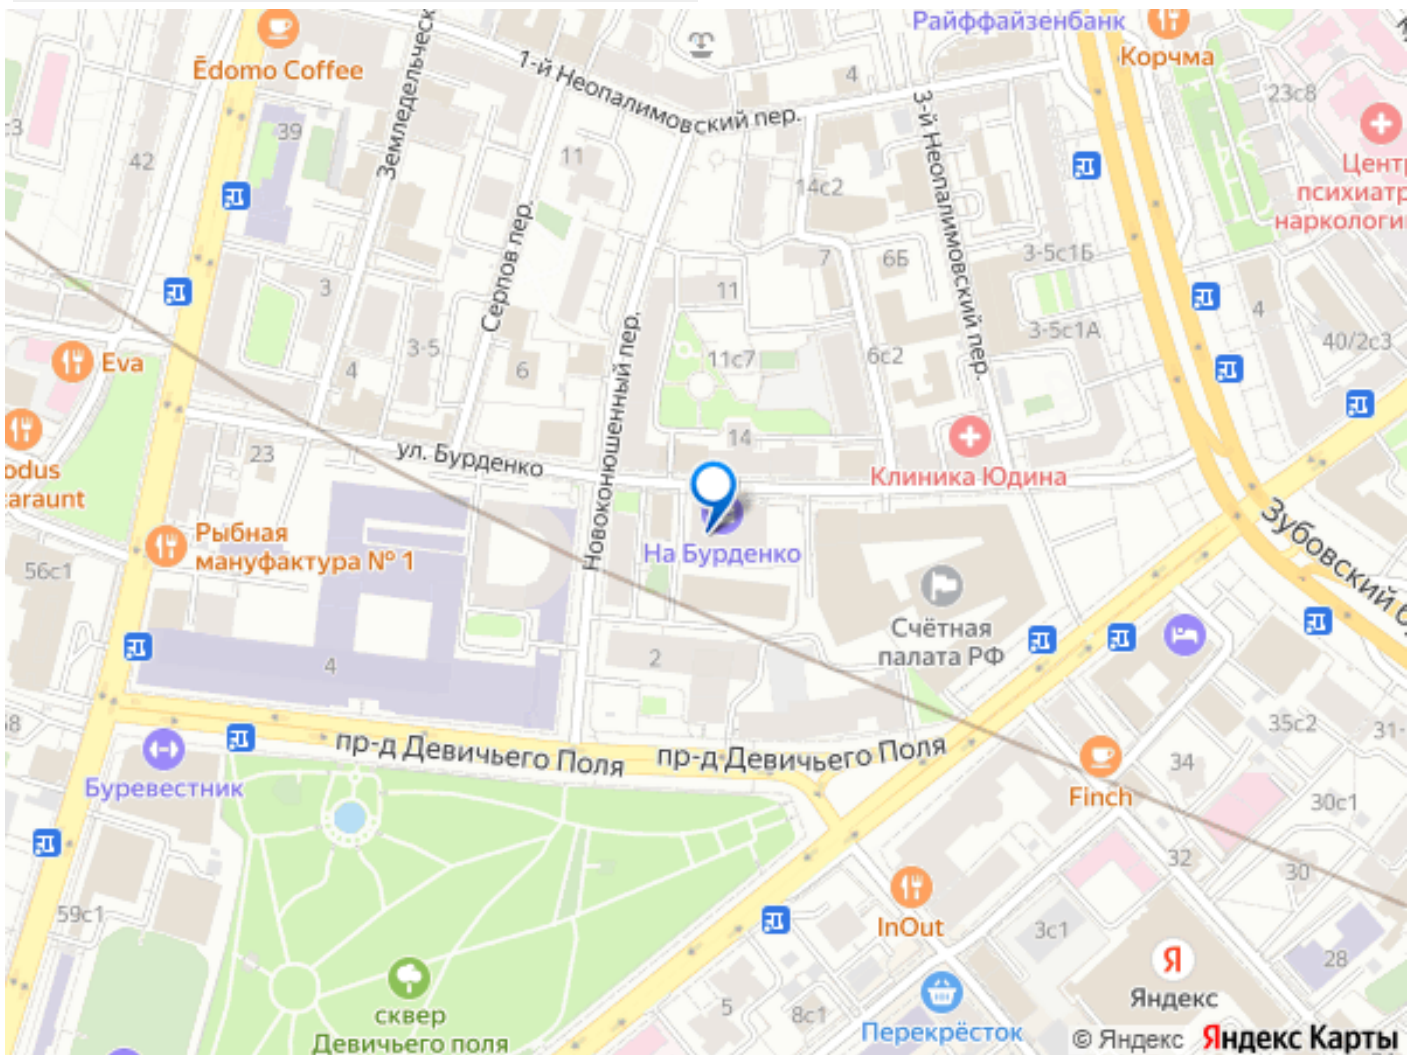 Райффайзенбанк
Корчма
Ēdomo Coffee
Земледельческ
1-й Неопалимовский пер.
4
23с8
3-й Неопалимовский пер.
39
с3
42
11
14с2
Центр
психиатр
наркологи
Серпов пер.
7
6Б
3-5с1Б
3
11
4
3-5с1А
40/2с3
Новоконюшенный пер.
3-5
6
11с7
6с2
Eva
4
14
ул. Бурденко
23
odus
araunt
Клиника Юдина
Рыбная
мануфактура № 1
На Бурденко
Зубовский б
56с1
Счётная
палата РФ
2
4
35с2
31-
пр-д Девичьего Поля
пр-д Девичьего Поля
34
Буревестник
Finch
30с1
32
30
59с1
InOut
3с1
28
Яндекс
5
8с1
сквер
Девичьего поля
Перекрёсток
© Яндекс Яндекс Карты